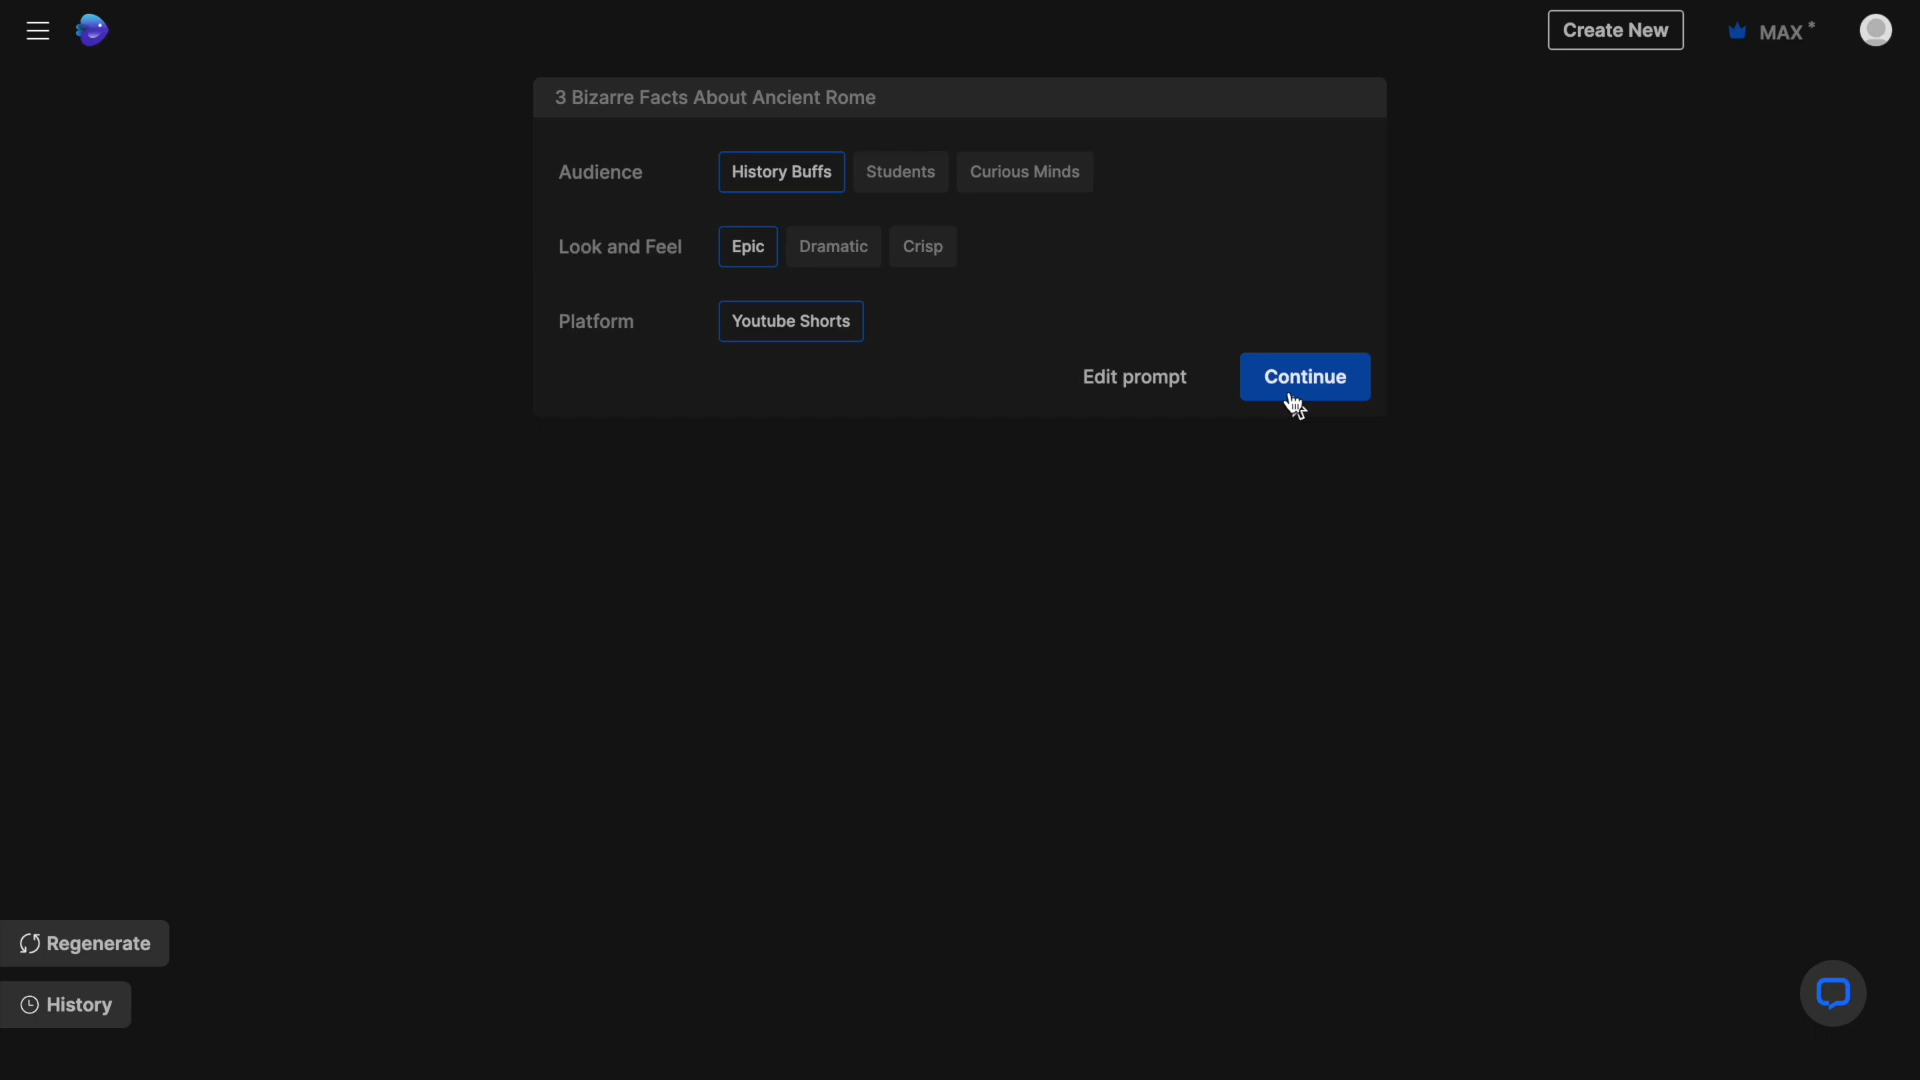 Create New
MAX *
3 Bizarre Facts About Ancient Rome
Audience History Buffs Students Curious Minds
Look and Feel Epic Dramatic Crisp
Platform Youtube Shorts
Edit prompt Continue
Regenerate
History